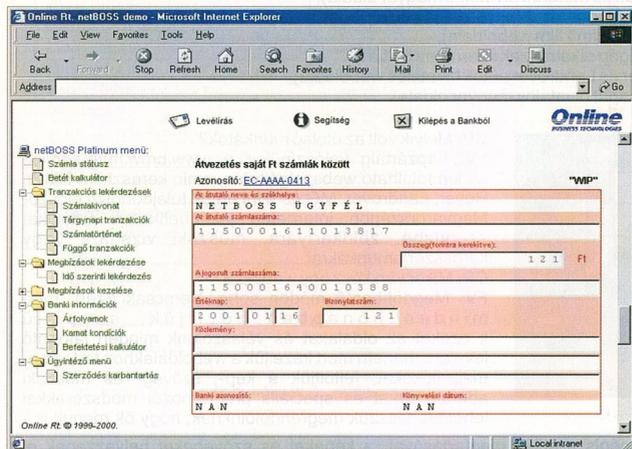 Online Rt. netBOSS demo - Microsoft Internet Explorer
File Edit View Favorites Tools Help
Back Forward Stop Refresh Home Search Favorites History Mail Print Edit Discuss
Address Go
Levélírás Segítség Kilépés a Bankból Online
BUSINESS TECHNOLOGIES
netBOSS Platinum menü:
Számla státusz
Betét kalkulátor
Tranzakciós lekérdezések
Számlakivonat
Tárgynapi tranzakciók
Számlatörténet
Függő tranzakciók
Megbízások lekérdezése
Idő szerinti lekérdezés
Megbízások kezelése
Banki információk
Árfolyamok
Kamat kondíciók
Befektetési kalkulátor
Ügyintéző menü
Szerződés karbantartás
Átvezetés saját Ft számlák között
Azonosító: EC-AAAA-0413 "WIP"
Az átutaló neve és székhelye:
NETBOSS ÜGYFÉL
Az átutaló számlaszáma:
1150001611013817
Összeg(forintra kerekítve):
121 Ft
A jogosult számlaszáma:
1150001640010388
Értéknap: Bizonylatszám:
2001 01 16 121
Közlemény:
Banki azonosító: Könyvelési dátum:
NAN NAN
Online Rt. © 1999-2000.
Local intranet